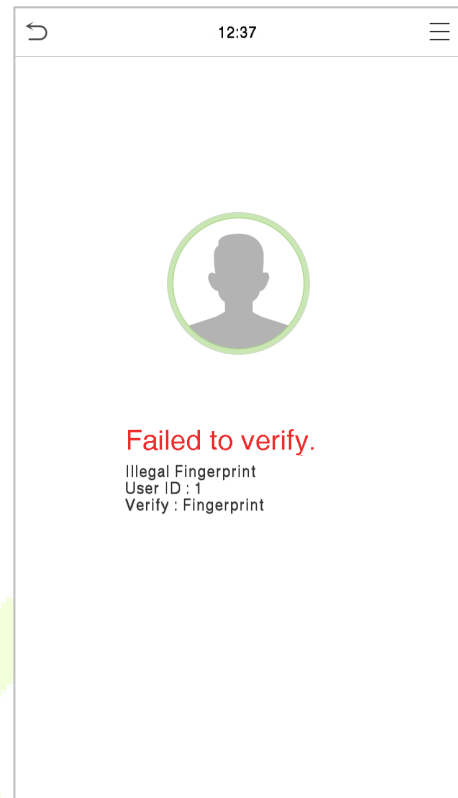 12:37
Failed to verify.
Illegal Fingerprint
User ID : 1
Verify : Fingerprint